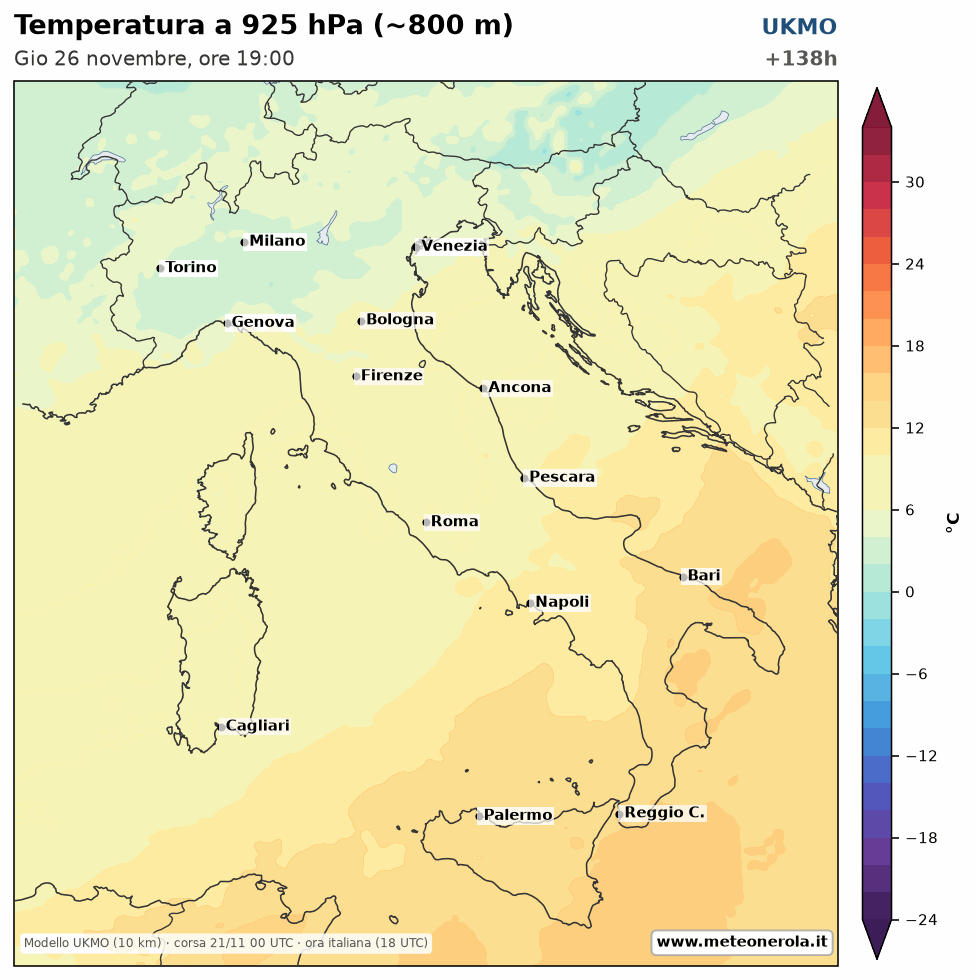 Temperatura a 925 hPa (~800 m)
UKMO
Gio 26 novembre, ore 19:00
+138h
Milano
Venezia
Torino
Genova
Bologna
Firenze
Ancona
Pescara
Roma
Bari
Napoli
Cagliari
Palermo
Reggio C.
30
24
18
12
6
0
−6
−12
−18
−24
°C
Modello UKMO (10 km) · corsa 21/11 00 UTC · ora italiana (18 UTC)
www.meteonerola.it